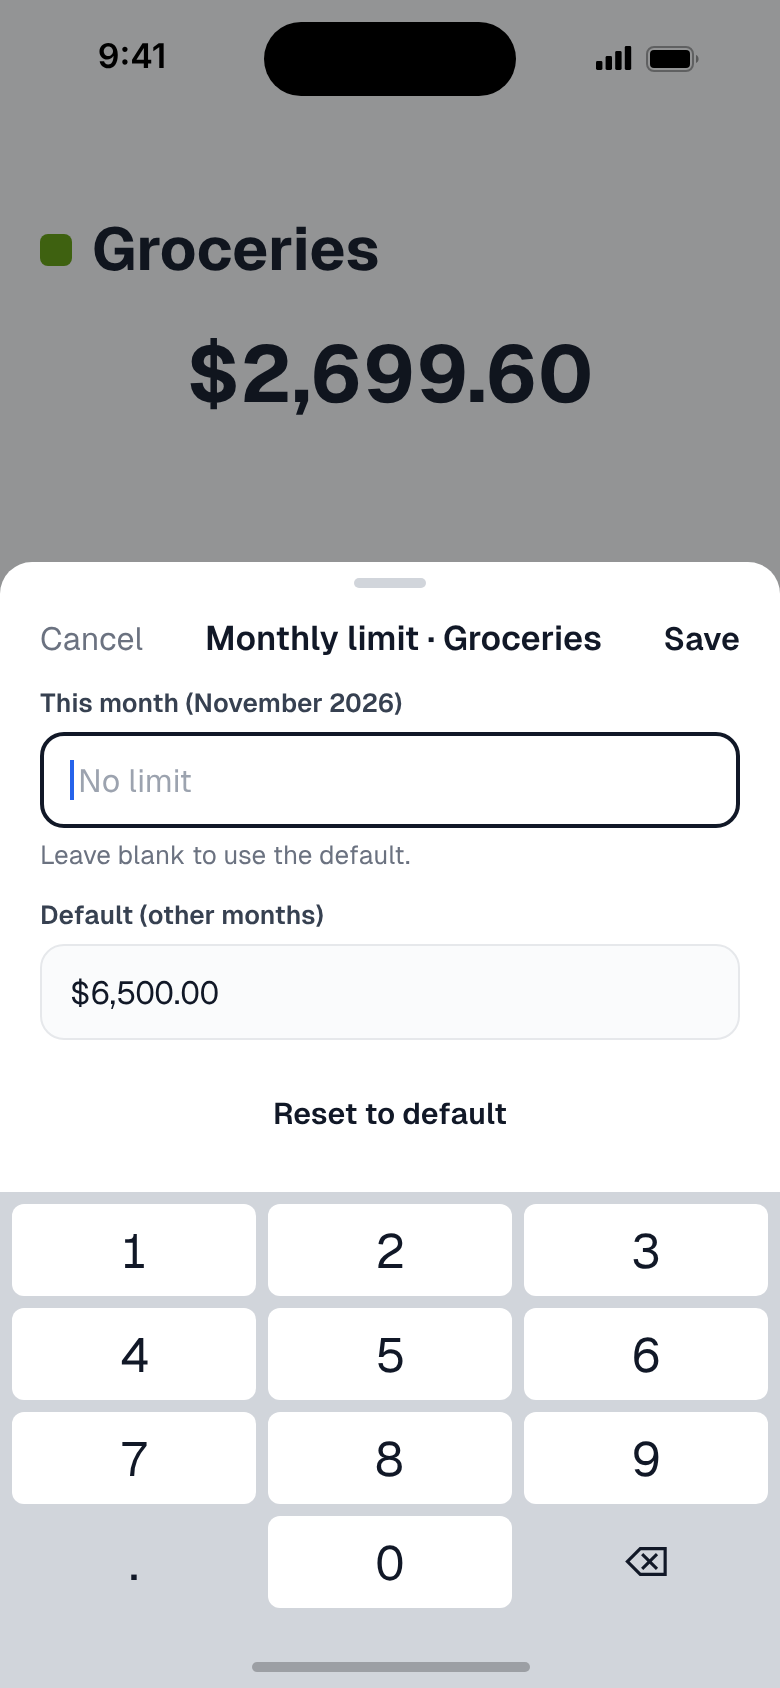 9:41
Groceries
$2,699.60
Cancel Monthly limit · Groceries Save
This month (November 2026)
No limit
Leave blank to use the default.
Default (other months)
$6,500.00
Reset to default
1 2 3
4 5 6
7 8 9
. 0